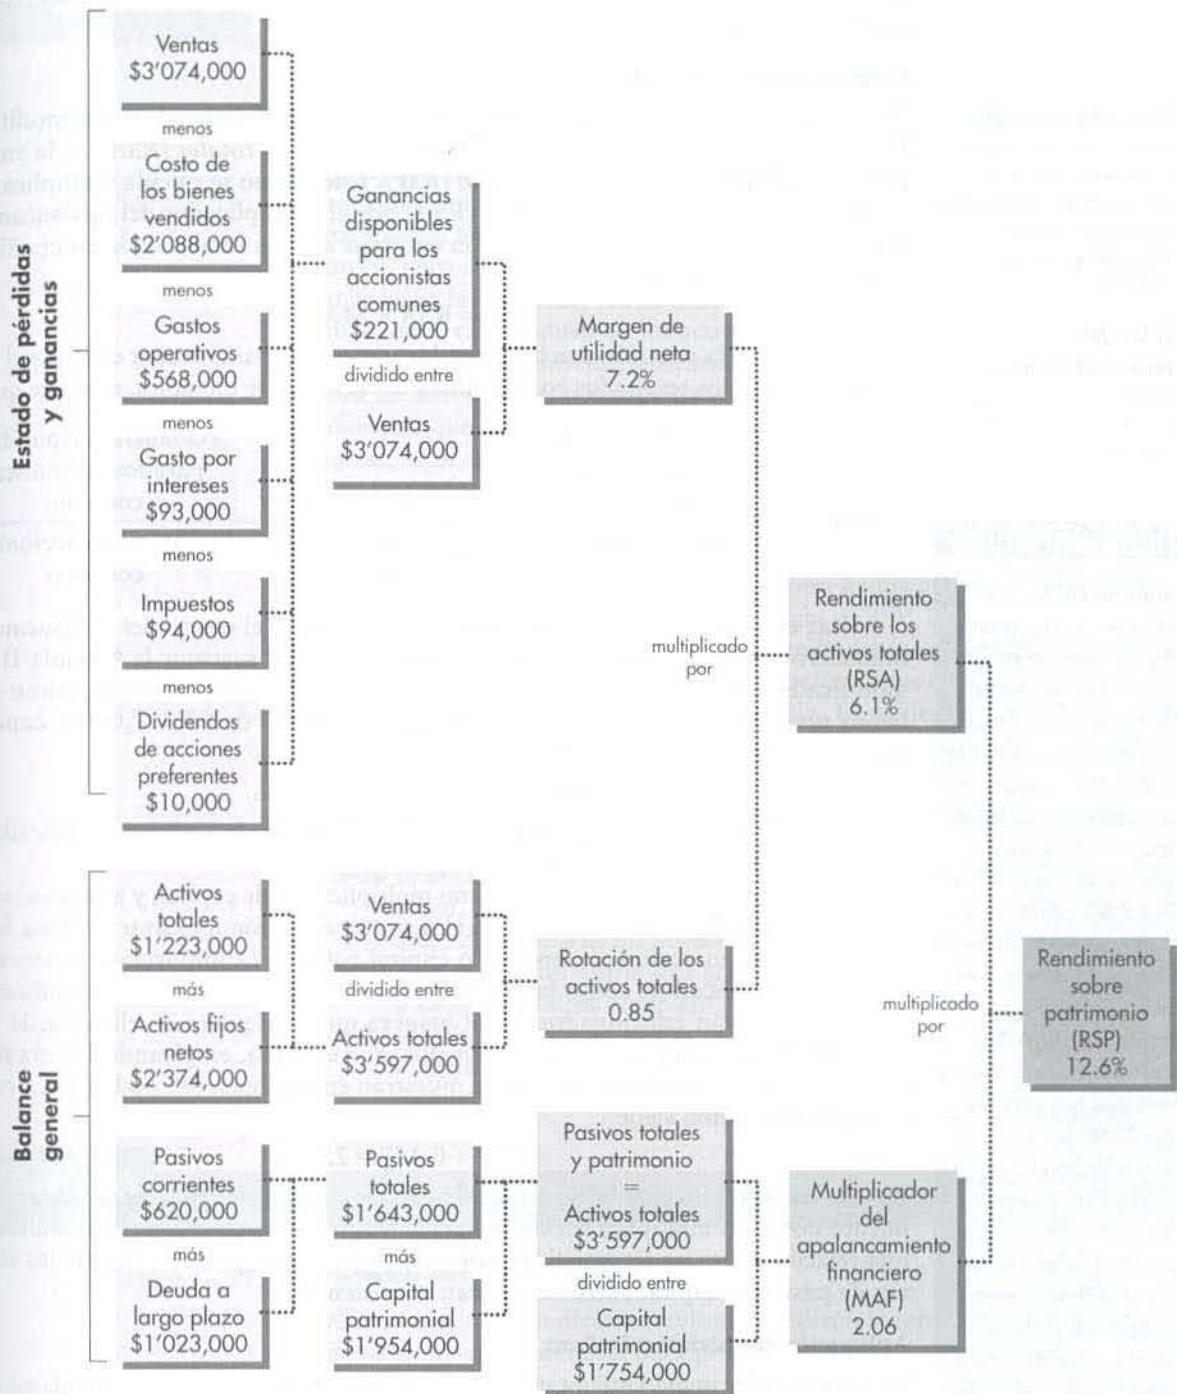 Estado de pérdidas
y ganancias
Ventas
$3'074,000
menos
Costo de
los bienes
vendidos
$2'088,000
menos
Gastos
operativos
$568,000
menos
Gasto por
intereses
$93,000
menos
Impuestos
$94,000
menos
Dividendos
de acciones
preferentes
$10,000
Ganancias
disponibles
para los
accionistas
comunes
$221,000
dividido entre
Ventas
$3'074,000
Margen de
utilidad neta
7.2%
multiplicado
por
Rendimiento
sobre los
activos totales
(RSA)
6.1%
Balance
general
Activos
totales
$1'223,000
más
Activos fijos
netos
$2'374,000
Ventas
$3'074,000
dividido entre
Activos totales
$3'597,000
Rotación de los
activos totales
0.85
multiplicado
por
Rendimiento
sobre
patrimonio
(RSP)
12.6%
Pasivos
corrientes
$620,000
más
Deuda a
largo plazo
$1'023,000
Pasivos
totales
$1'643,000
más
Capital
patrimonial
$1'954,000
Pasivos totales
y patrimonio
=
Activos totales
$3'597,000
dividido entre
Capital
patrimonial
$1'754,000
Multiplicador
del
apalancamiento
financiero
(MAF)
2.06